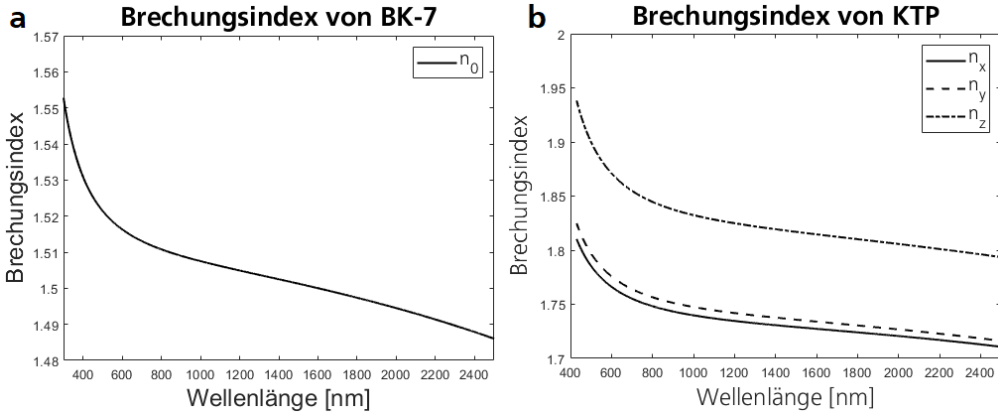 a
Brechungsindex von BK-7
1.57
1.56
1.55
1.54
1.53
1.52
1.51
1.5
1.49
1.48
Brechungsindex
n0
400 600 800 1000 1200 1400 1600 1800 2000 2200 2400
Wellenlänge [nm]
b
Brechungsindex von KTP
2
1.95
1.9
1.85
1.8
1.75
1.7
Brechungsindex
nx
ny
nz
400 600 800 1000 1200 1400 1600 1800 2000 2200 2400
Wellenlänge [nm]